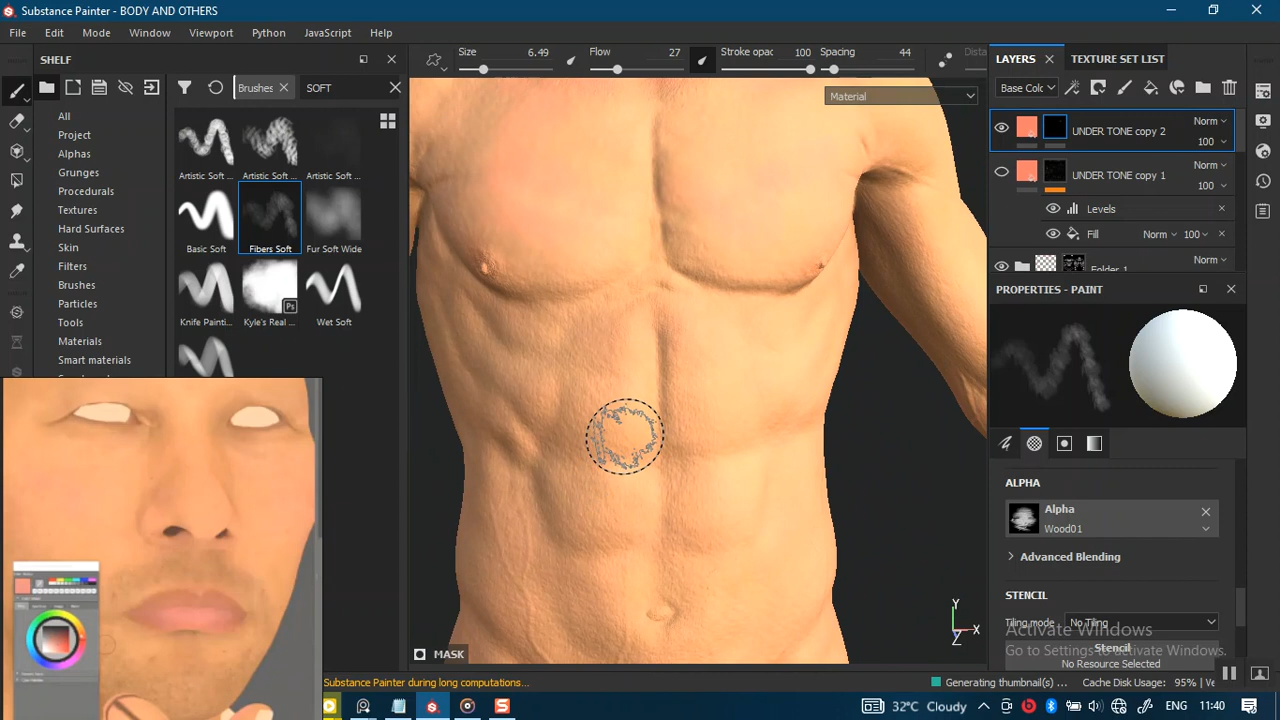 Substance Painter - BODY AND OTHERS
File Edit Mode Window Viewport Python JavaScript Help
SHELF
Size 6.49 Flow 27 Stroke opac 100 Spacing 44 Dista
LAYERS TEXTURE SET LIST
Brushes SOFT
Base Colc
Material
All
Project
Alphas
Grunges
Procedurals
Textures
Hard Surfaces
Skin
Filters
Brushes
Particles
Tools
Materials
Smart materials
Artistic Soft ... Artistic Soft ... Artistic Soft ...
Basic Soft Fibers Soft Fur Soft Wide
Knife Painti... Kyle's Real ... Wet Soft
Ps
UNDER TONE copy 2 Norm 100
UNDER TONE copy 1 Norm 100
Levels
Fill Norm 100
Folder 1 Norm
PROPERTIES - PAINT
ALPHA
Alpha
Wood01
Advanced Blending
STENCIL
Tiling mode No Tiling
Stencil
No Resource Selected
Activate Windows
Go to Settings to activate Windows.
Y
X
Z
MASK
Substance Painter during long computations...
Generating thumbnail(s) ... Cache Disk Usage: 95% | Ve
32°C Cloudy ENG 11:40